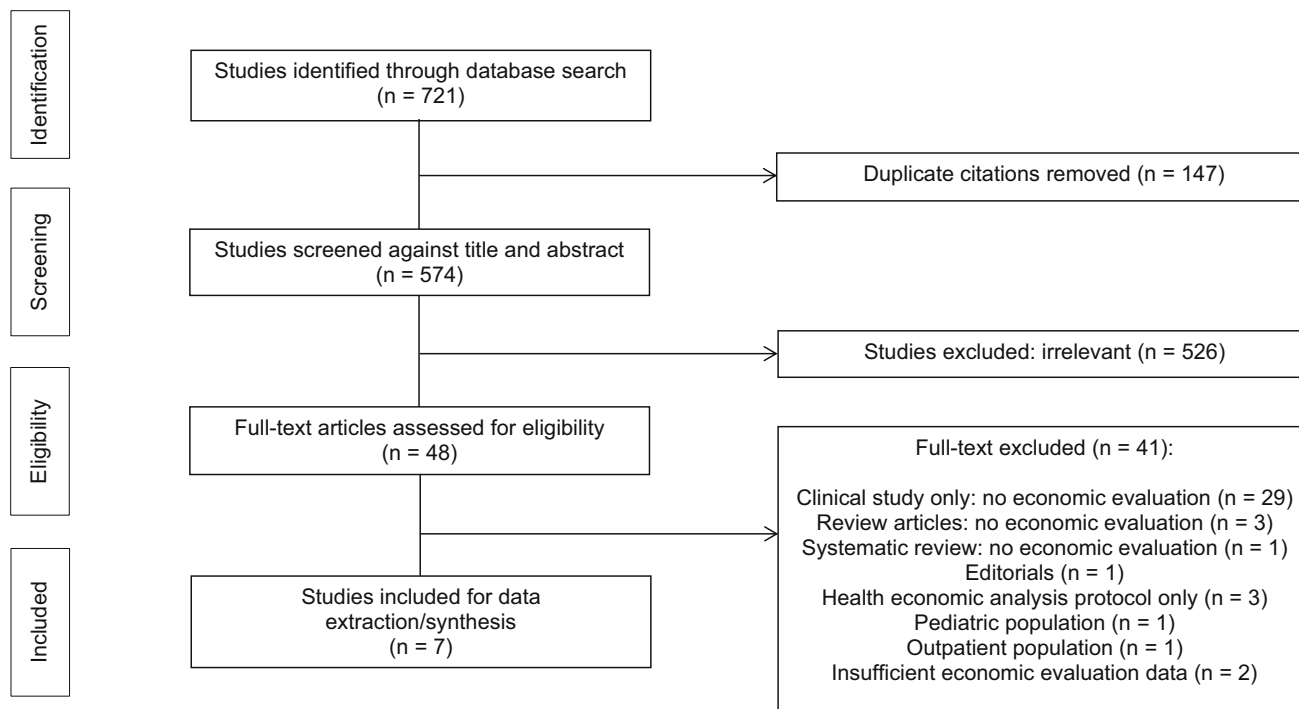 Identification
Studies identified through database search
(n = 721)
Duplicate citations removed (n = 147)
Screening
Studies screened against title and abstract
(n = 574)
Studies excluded: irrelevant (n = 526)
Eligibility
Full-text articles assessed for eligibility
(n = 48)
Full-text excluded (n = 41):
Clinical study only: no economic evaluation (n = 29)
Review articles: no economic evaluation (n = 3)
Systematic review: no economic evaluation (n = 1)
Editorials (n = 1)
Health economic analysis protocol only (n = 3)
Pediatric population (n = 1)
Outpatient population (n = 1)
Insufficient economic evaluation data (n = 2)
Included
Studies included for data
extraction/synthesis
(n = 7)